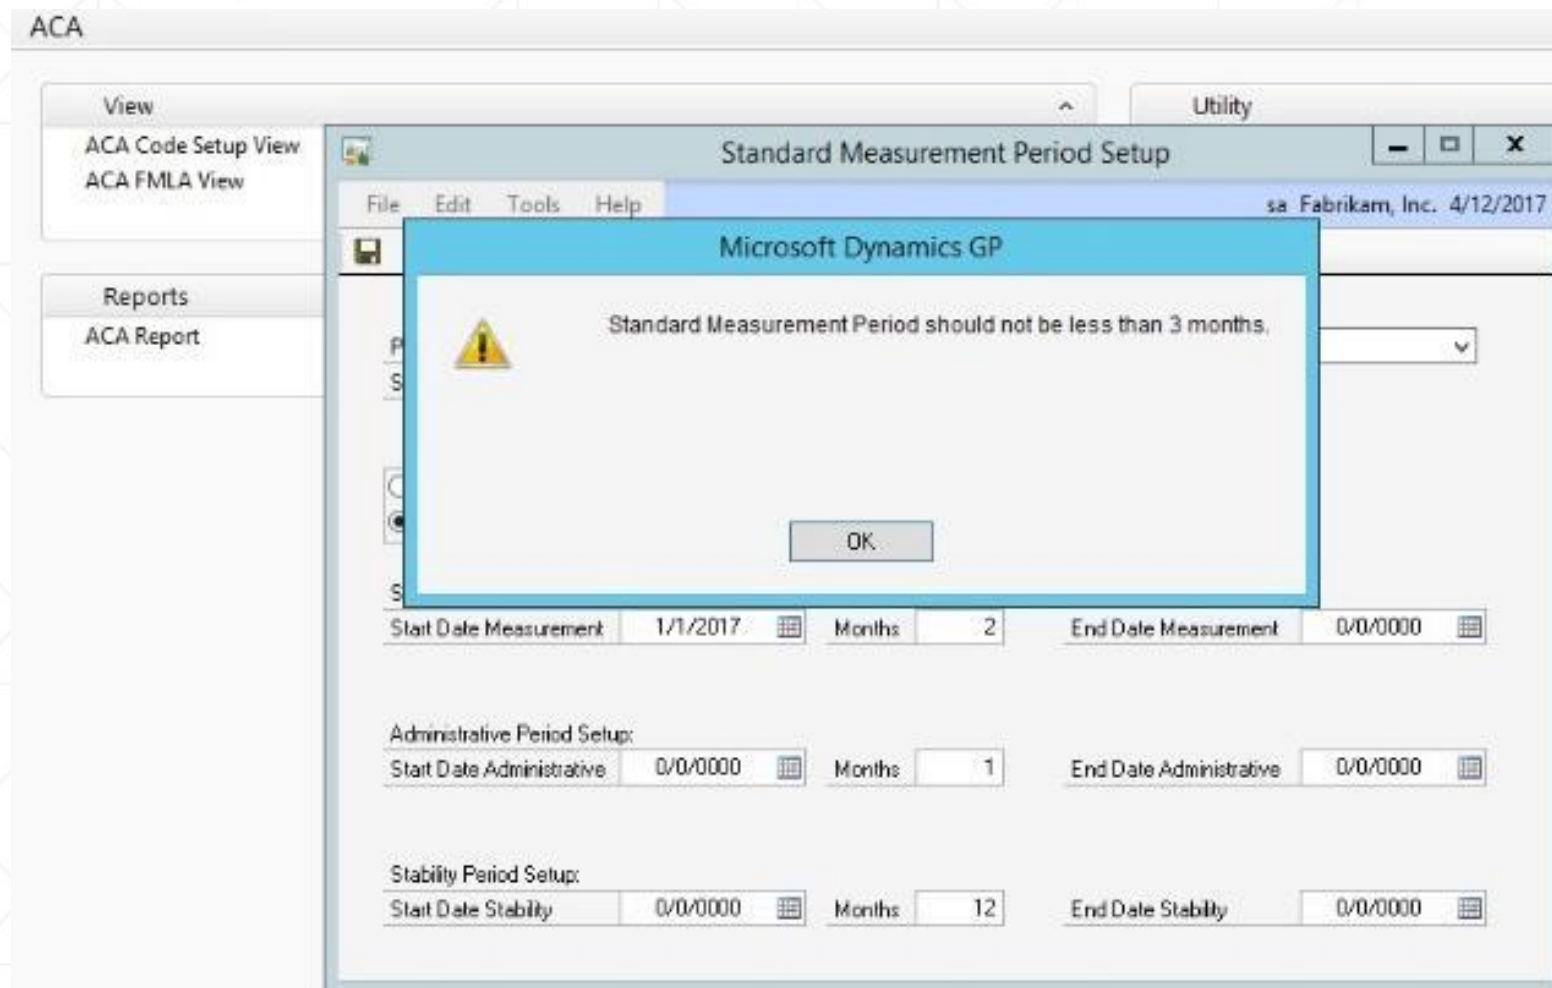 ACA
View
Utility
ACA Code Setup View
ACA FMLA View
Reports
ACA Report
Standard Measurement Period Setup
File Edit Tools Help
sa Fabrikam, Inc. 4/12/2017
Microsoft Dynamics GP
Standard Measurement Period should not be less than 3 months.
OK
P
S
S
Start Date Measurement 1/1/2017 Months 2 End Date Measurement 0/0/0000
Administrative Period Setup:
Start Date Administrative 0/0/0000 Months 1 End Date Administrative 0/0/0000
Stability Period Setup:
Start Date Stability 0/0/0000 Months 12 End Date Stability 0/0/0000